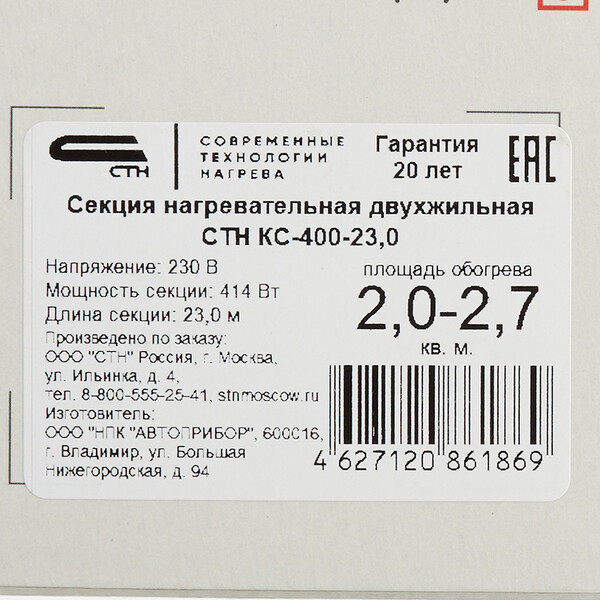 СТН
СОВРЕМЕННЫЕ
ТЕХНОЛОГИИ
НАГРЕВА
Гарантия
20 лет
EAC
Секция нагревательная двухжильная
СТН КС-400-23,0
Напряжение: 230 В
Мощность секции: 414 Вт
Длина секции: 23,0 м
Произведено по заказу:
ООО "СТН" Россия, г. Москва,
ул. Ильинка, д. 4,
тел. 8-800-555-25-41, stnmoscow.ru
Изготовитель:
ООО "НПК "АВТОПРИБОР", 600016,
г. Владимир, ул. Большая
Нижегородская, д. 94
площадь обогрева
2,0-2,7
кв. м.
4 627120 861869